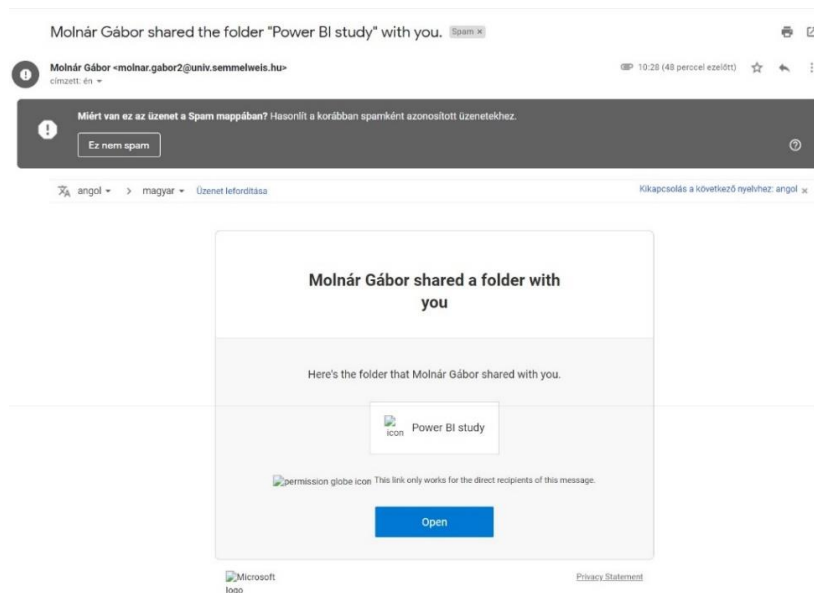 Molnár Gábor shared the folder "Power BI study" with you. Spam ×
Molnár Gábor <molnar.gabor2@univ.semmelweis.hu>
10:28 (48 perccel ezelőtt)
címzett: én
Miért van ez az üzenet a Spam mappában? Hasonlít a korábban spamként azonosított üzenetekhez.
Ez nem spam
angol > magyar Üzenet lefordítása
Kikapcsolás a következő nyelvhez: angol ×
Molnár Gábor shared a folder with
you
Here's the folder that Molnár Gábor shared with you.
icon Power BI study
permission globe icon This link only works for the direct recipients of this message.
Open
Microsoft
logo
Privacy Statement